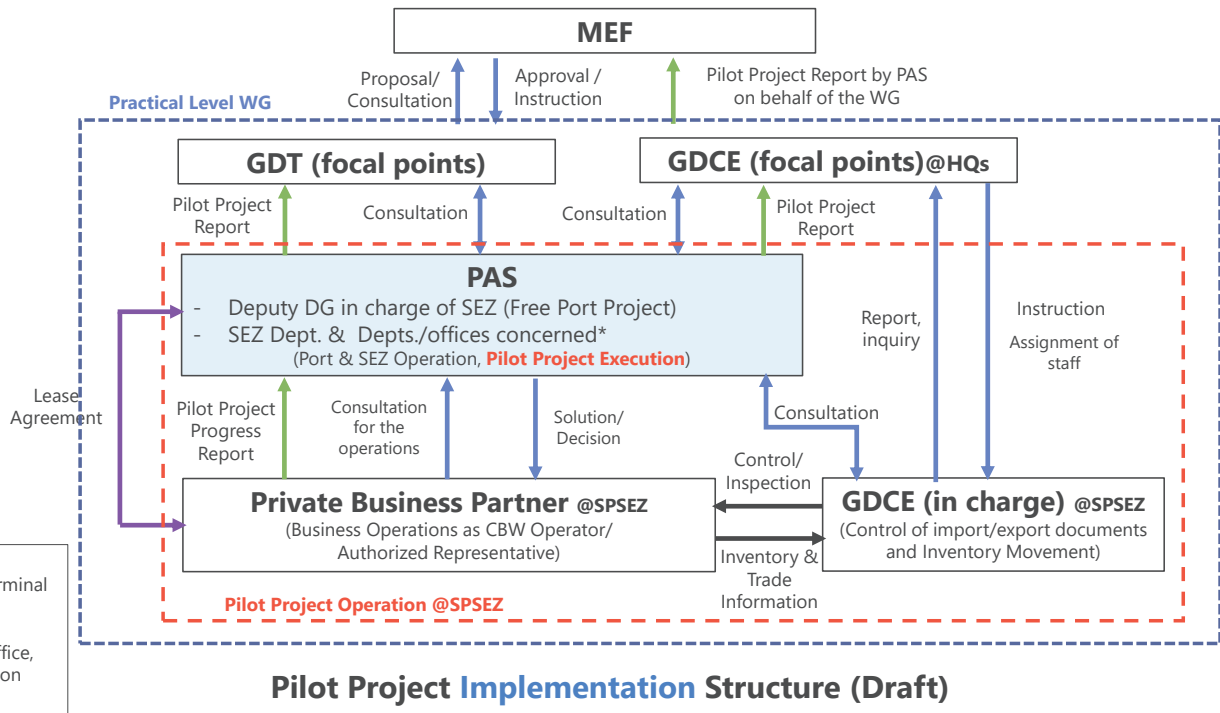 MEF
Proposal/
Consultation
Approval /
Instruction
Pilot Project Report by PAS
on behalf of the WG
Practical Level WG
GDT (focal points)
GDCE (focal points)@HQs
Pilot Project
Report
Consultation
Consultation
Pilot Project
Report
PAS
- Deputy DG in charge of SEZ (Free Port Project)
- SEZ Dept. & Depts./offices concerned*
(Port & SEZ Operation, Pilot Project Execution)
Report,
inquiry
Instruction
Assignment of
staff
Lease
Agreement
Pilot Project
Progress
Report
Consultation
for the
operations
Solution/
Decision
Consultation
Control/
Inspection
Private Business Partner @SPSEZ
(Business Operations as CBW Operator/
Authorized Representative)
GDCE (in charge) @SPSEZ
(Control of import/export documents
and Inventory Movement)
Inventory &
Trade
Information
Pilot Project Operation @SPSEZ
Pilot Project Implementation Structure (Draft)